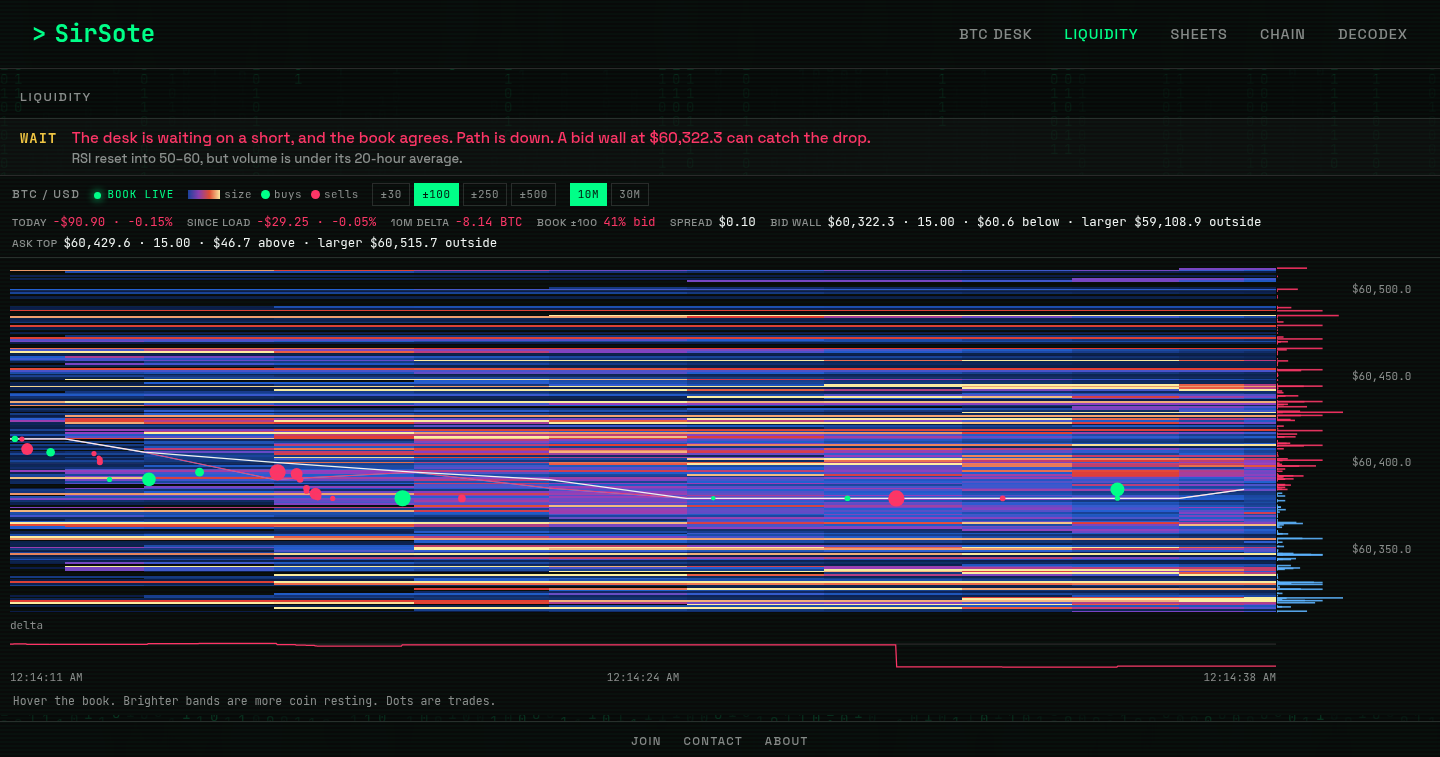 > SirSote
BTC DESK LIQUIDITY SHEETS CHAIN DECODEX
LIQUIDITY
WAIT The desk is waiting on a short, and the book agrees. Path is down. A bid wall at $60,322.3 can catch the drop.
RSI reset into 50–60, but volume is under its 20-hour average.
BTC / USD BOOK LIVE size buys sells ±30 ±100 ±250 ±500 10M 30M
TODAY -$90.90 · -0.15% SINCE LOAD -$29.25 · -0.05% 10M DELTA -8.14 BTC BOOK ±100 41% bid SPREAD $0.10 BID WALL $60,322.3 · 15.00 · $60.6 below · larger $59,108.9 outside
ASK TOP $60,429.6 · 15.00 · $46.7 above · larger $60,515.7 outside
$60,500.0
$60,450.0
$60,400.0
$60,350.0
delta
12:14:11 AM 12:14:24 AM 12:14:38 AM
Hover the book. Brighter bands are more coin resting. Dots are trades.
JOIN CONTACT ABOUT